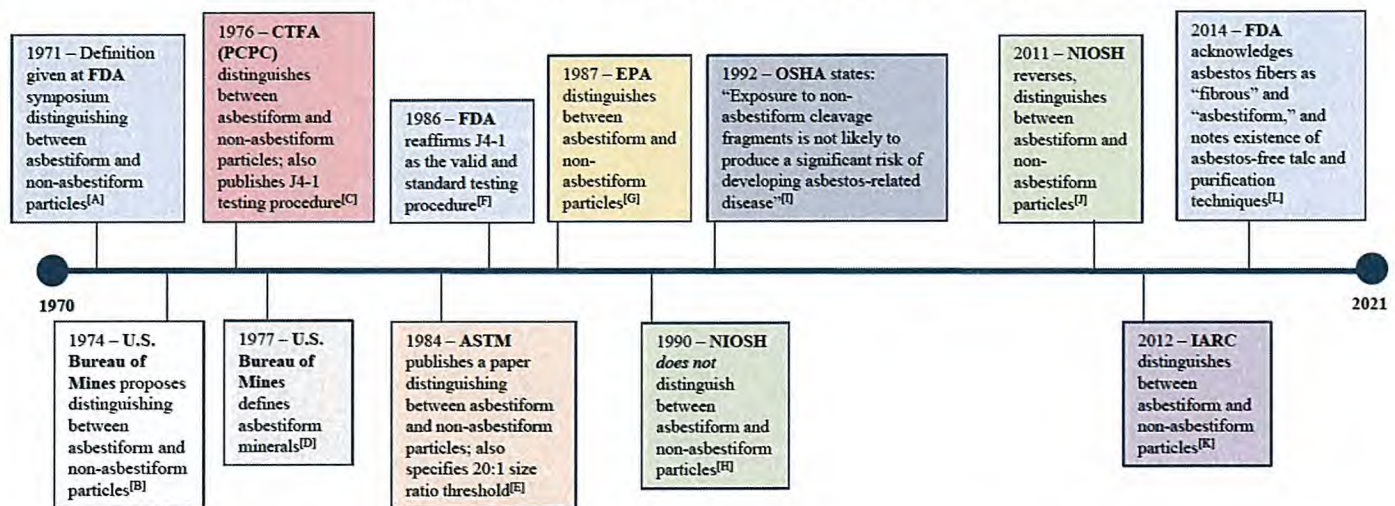 1971 – Definition
given at FDA
symposium
distinguishing
between
asbestiform and
non-asbestiform
particles[A]
1976 – CTFA
(PCPC)
distinguishes
between
asbestiform and
non-asbestiform
particles; also
publishes J4-1
testing procedure[C]
1986 – FDA
reaffirms J4-1
as the valid and
standard testing
procedure[F]
1987 – EPA
distinguishes
between
asbestiform and
non-
asbestiform
particles[G]
1992 – OSHA states:
“Exposure to non-
asbestiform cleavage
fragments is not likely to
produce a significant risk of
developing asbestos-related
disease”[I]
2011 – NIOSH
reverses,
distinguishes
between
asbestiform and
non-
asbestiform
particles[J]
2014 – FDA
acknowledges
asbestos fibers as
“fibrous” and
“asbestiform,” and
notes existence of
asbestos-free talc and
purification
techniques[L]
1970
2021
1974 – U.S.
Bureau of
Mines proposes
distinguishing
between
asbestiform and
non-asbestiform
particles[B]
1977 – U.S.
Bureau of
Mines
defines
asbestiform
minerals[D]
1984 – ASTM
publishes a paper
distinguishing
between asbestiform
and non-asbestiform
particles; also
specifies 20:1 size
ratio threshold[E]
1990 – NIOSH
does not
distinguish
between
asbestiform and
non-asbestiform
particles[H]
2012 – IARC
distinguishes
between
asbestiform and
non-asbestiform
particles[K]